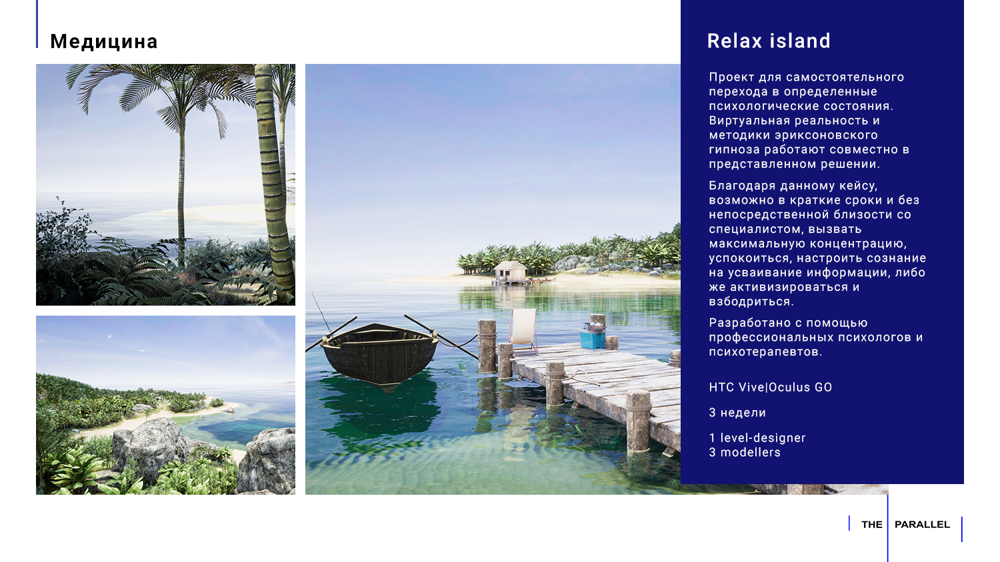 Медицина
Relax island
Проект для самостоятельного
перехода в определенные
психологические состояния.
Виртуальная реальность и
методики эриксоновского
гипноза работают совместно в
представленном решении.
Благодаря данному кейсу,
возможно в краткие сроки и без
непосредственной близости со
специалистом, вызвать
максимальную концентрацию,
успокоиться, настроить сознание
на усваивание информации, либо
же активизироваться и
взбодриться.
Разработано с помощью
профессиональных психологов и
психотерапевтов.
HTC Vive|Oculus GO
3 недели
1 level-designer
3 modellers
THE PARALLEL